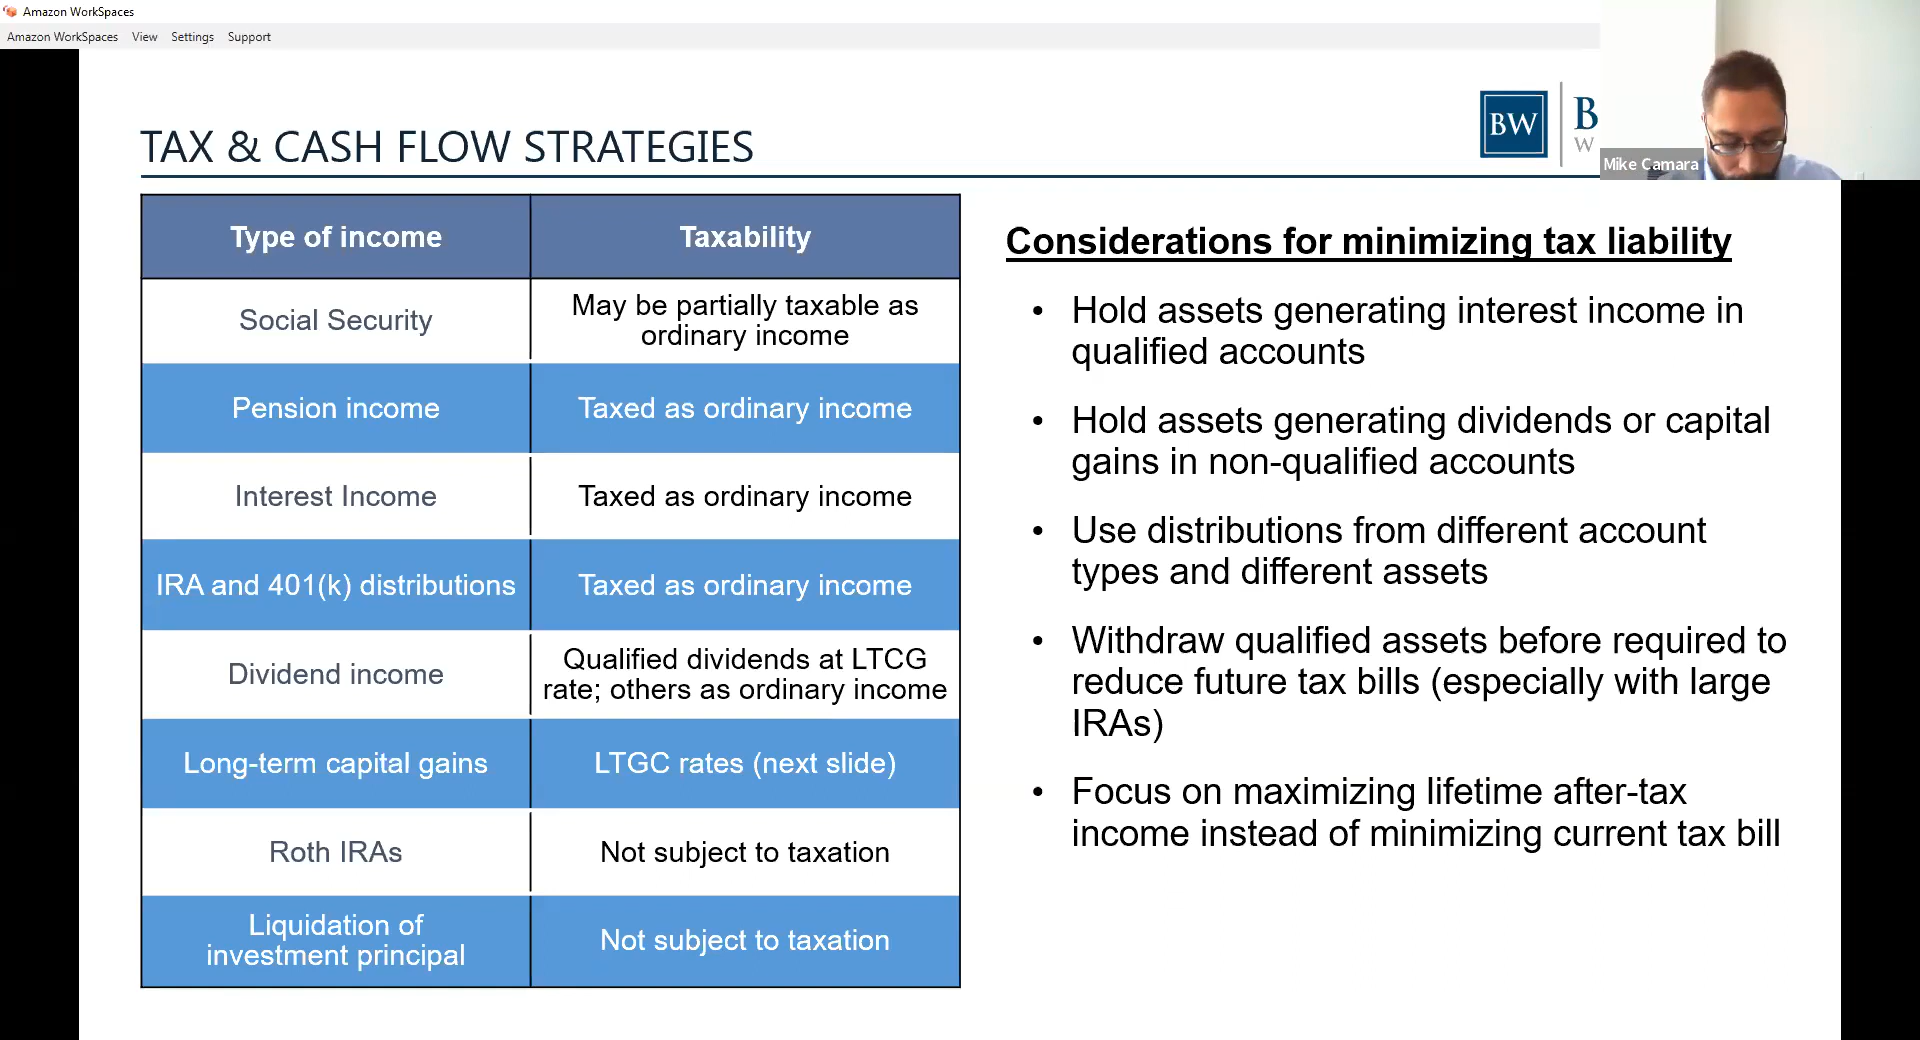 Amazon WorkSpaces
Amazon WorkSpaces View Settings Support
TAX & CASH FLOW STRATEGIES
BW
B
W
Mike Camara
Type of income
Taxability
Social Security
May be partially taxable as
ordinary income
Pension income
Taxed as ordinary income
Interest Income
Taxed as ordinary income
IRA and 401(k) distributions
Taxed as ordinary income
Dividend income
Qualified dividends at LTCG
rate; others as ordinary income
Long-term capital gains
LTGC rates (next slide)
Roth IRAs
Not subject to taxation
Liquidation of
investment principal
Not subject to taxation
Considerations for minimizing tax liability
• Hold assets generating interest income in
qualified accounts
• Hold assets generating dividends or capital
gains in non-qualified accounts
• Use distributions from different account
types and different assets
• Withdraw qualified assets before required to
reduce future tax bills (especially with large
IRAs)
• Focus on maximizing lifetime after-tax
income instead of minimizing current tax bill